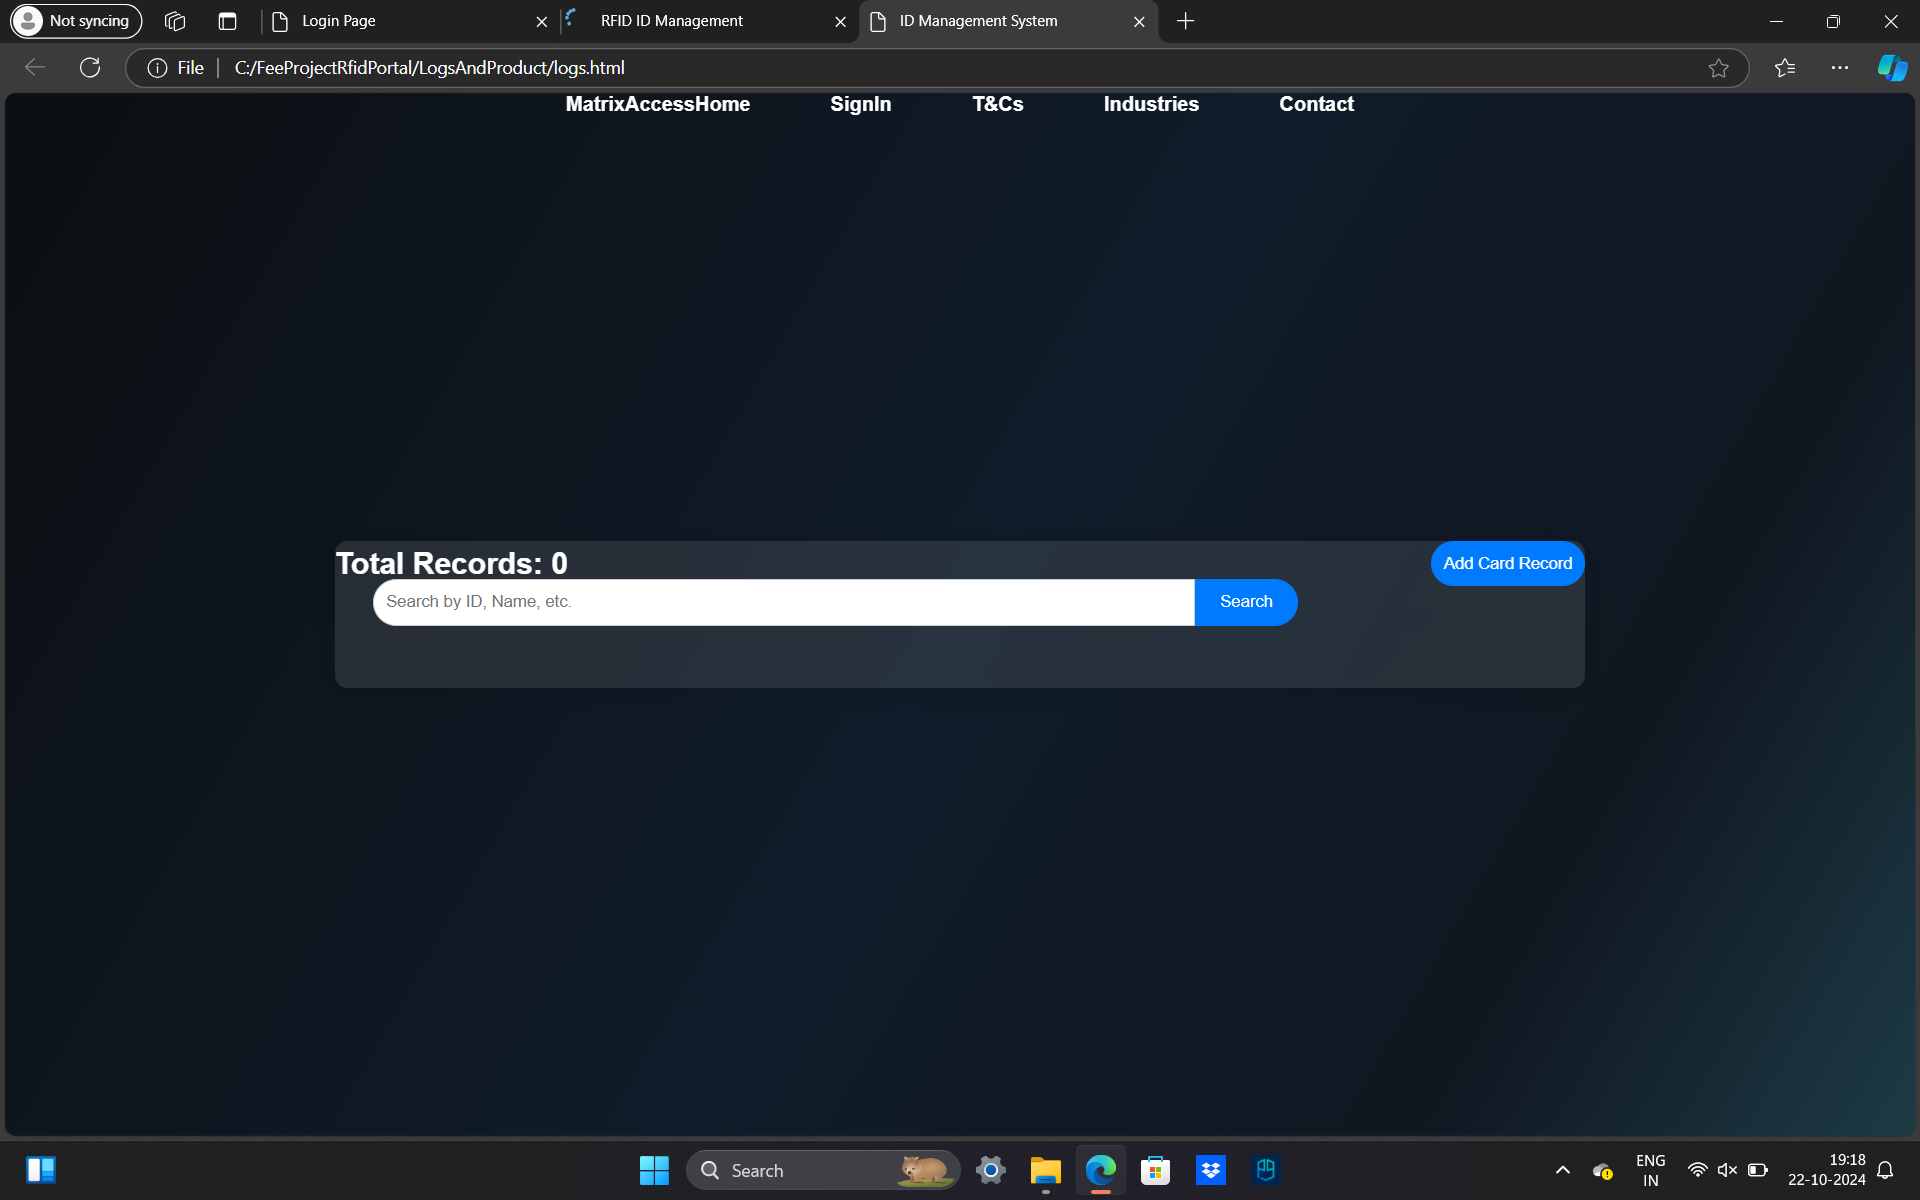 Not syncing
Login Page
RFID ID Management
ID Management System
File
C:/FeeProjectRfidPortal/LogsAndProduct/logs.html
MatrixAccessHome SignIn T&Cs Industries Contact
Total Records: 0
Add Card Record
Search by ID, Name, etc.
Search
Search
ENG
IN
19:18
22-10-2024